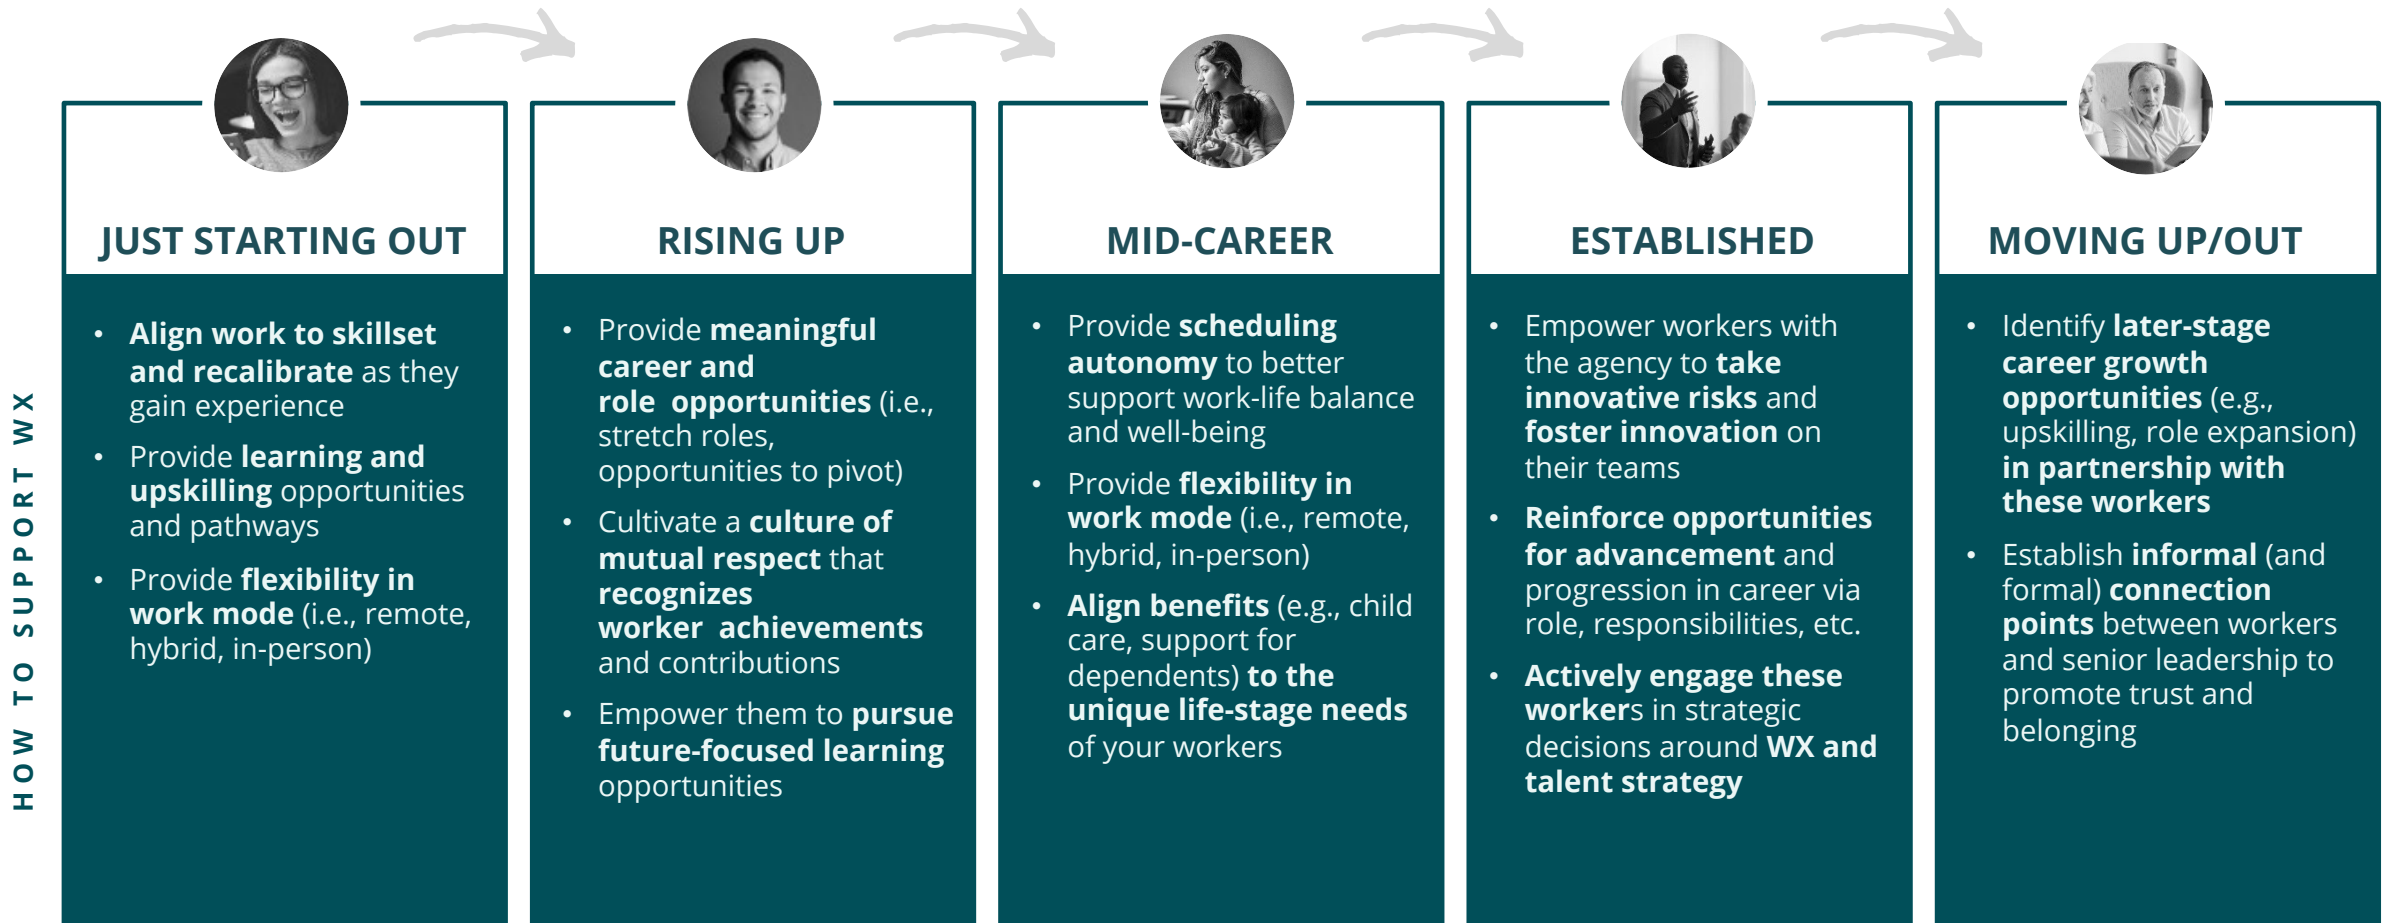 HOW TO SUPPORT WX
JUST STARTING OUT
• Align work to skillset
and recalibrate as they
gain experience
• Provide learning and
upskilling opportunities
and pathways
• Provide flexibility in
work mode (i.e., remote,
hybrid, in-person)
RISING UP
• Provide meaningful
career and
role opportunities (i.e.,
stretch roles,
opportunities to pivot)
• Cultivate a culture of
mutual respect that
recognizes
worker achievements
and contributions
• Empower them to pursue
future-focused learning
opportunities
MID-CAREER
• Provide scheduling
autonomy to better
support work-life balance
and well-being
• Provide flexibility in
work mode (i.e., remote,
hybrid, in-person)
• Align benefits (e.g., child
care, support for
dependents) to the
unique life-stage needs
of your workers
ESTABLISHED
• Empower workers with
the agency to take
innovative risks and
foster innovation on
their teams
• Reinforce opportunities
for advancement and
progression in career via
role, responsibilities, etc.
• Actively engage these
workers in strategic
decisions around WX and
talent strategy
MOVING UP/OUT
• Identify later-stage
career growth
opportunities (e.g.,
upskilling, role expansion)
in partnership with
these workers
• Establish informal (and
formal) connection
points between workers
and senior leadership to
promote trust and
belonging